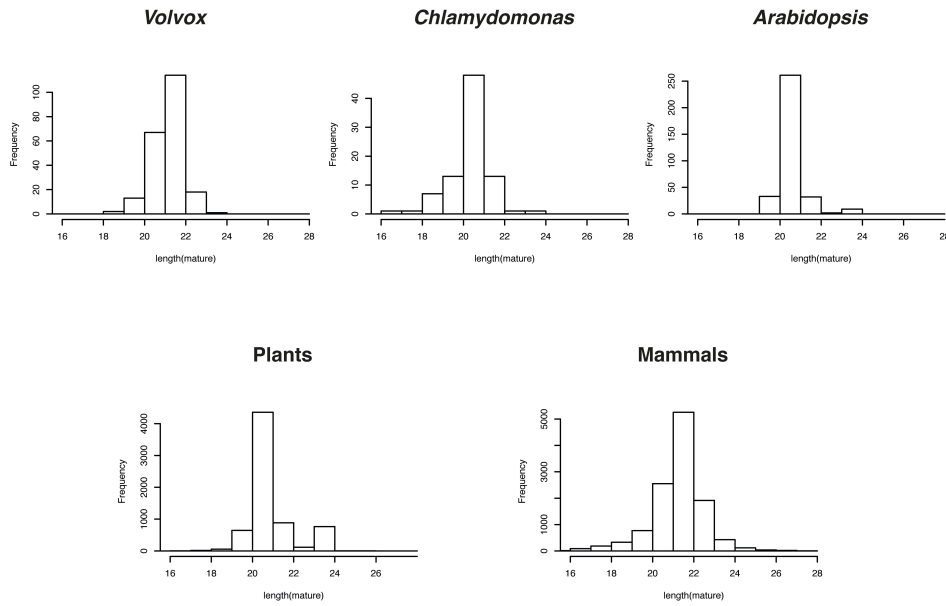 Volvox
Chlamydomonas
Arabidopsis
Frequency
0 20 40 60 80 100
16 18 20 22 24 26 28
length(mature)
Frequency
0 10 20 30 40
16 18 20 22 24 26 28
length(mature)
Frequency
0 50 100 150 200 250
16 18 20 22 24 26 28
length(mature)
Plants
Mammals
Frequency
0 1000 2000 3000 4000
16 18 20 22 24 26
length(mature)
Frequency
0 1000 3000 5000
16 18 20 22 24 26 28
length(mature)